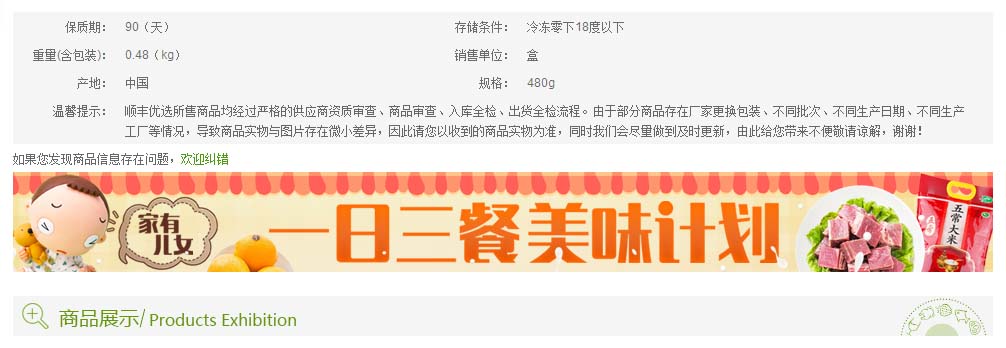 保质期: 90（天） 存储条件: 冷冻零下18度以下
重量(含包装): 0.48（kg） 销售单位: 盒
产地: 中国 规格: 480g
温馨提示: 顺丰优选所售商品均经过严格的供应商资质审查、商品审查、入库全检、出货全检流程。由于部分商品存在厂家更换包装、不同批次、不同生产日期、不同生产
工厂等情况，导致商品实物与图片存在微小差异，因此请您以收到的商品实物为准，同时我们会尽量做到及时更新，由此给您带来不便敬请谅解，谢谢！
如果您发现商品信息存在问题，欢迎纠错
家有
儿女
一日三餐美味计划
五常大米
商品展示/ Products Exhibition